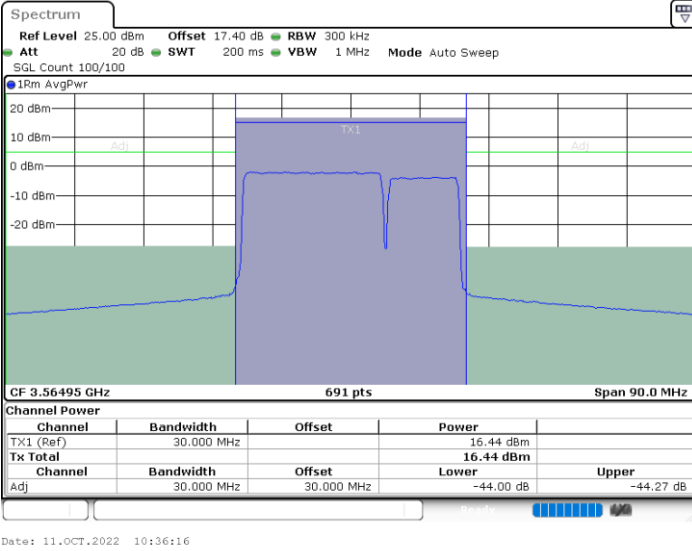 Spectrum
Ref Level 25.00 dBm Offset 17.40 dB RBW 300 kHz
Att 20 dB SWT 200 ms VBW 1 MHz Mode Auto Sweep
SGL Count 100/100
1Rm AvgPwr
20 dBm
TX1
10 dBm
Adj Adj
0 dBm
-10 dBm
-20 dBm
CF 3.56495 GHz 691 pts Span 90.0 MHz
Channel Power
Channel Bandwidth Offset Power
TX1 (Ref) 30.000 MHz 16.44 dBm
Tx Total 16.44 dBm
Channel Bandwidth Offset Lower Upper
Adj 30.000 MHz 30.000 MHz -44.00 dB -44.27 dB
Ready
Date: 11.OCT.2022 10:36:16